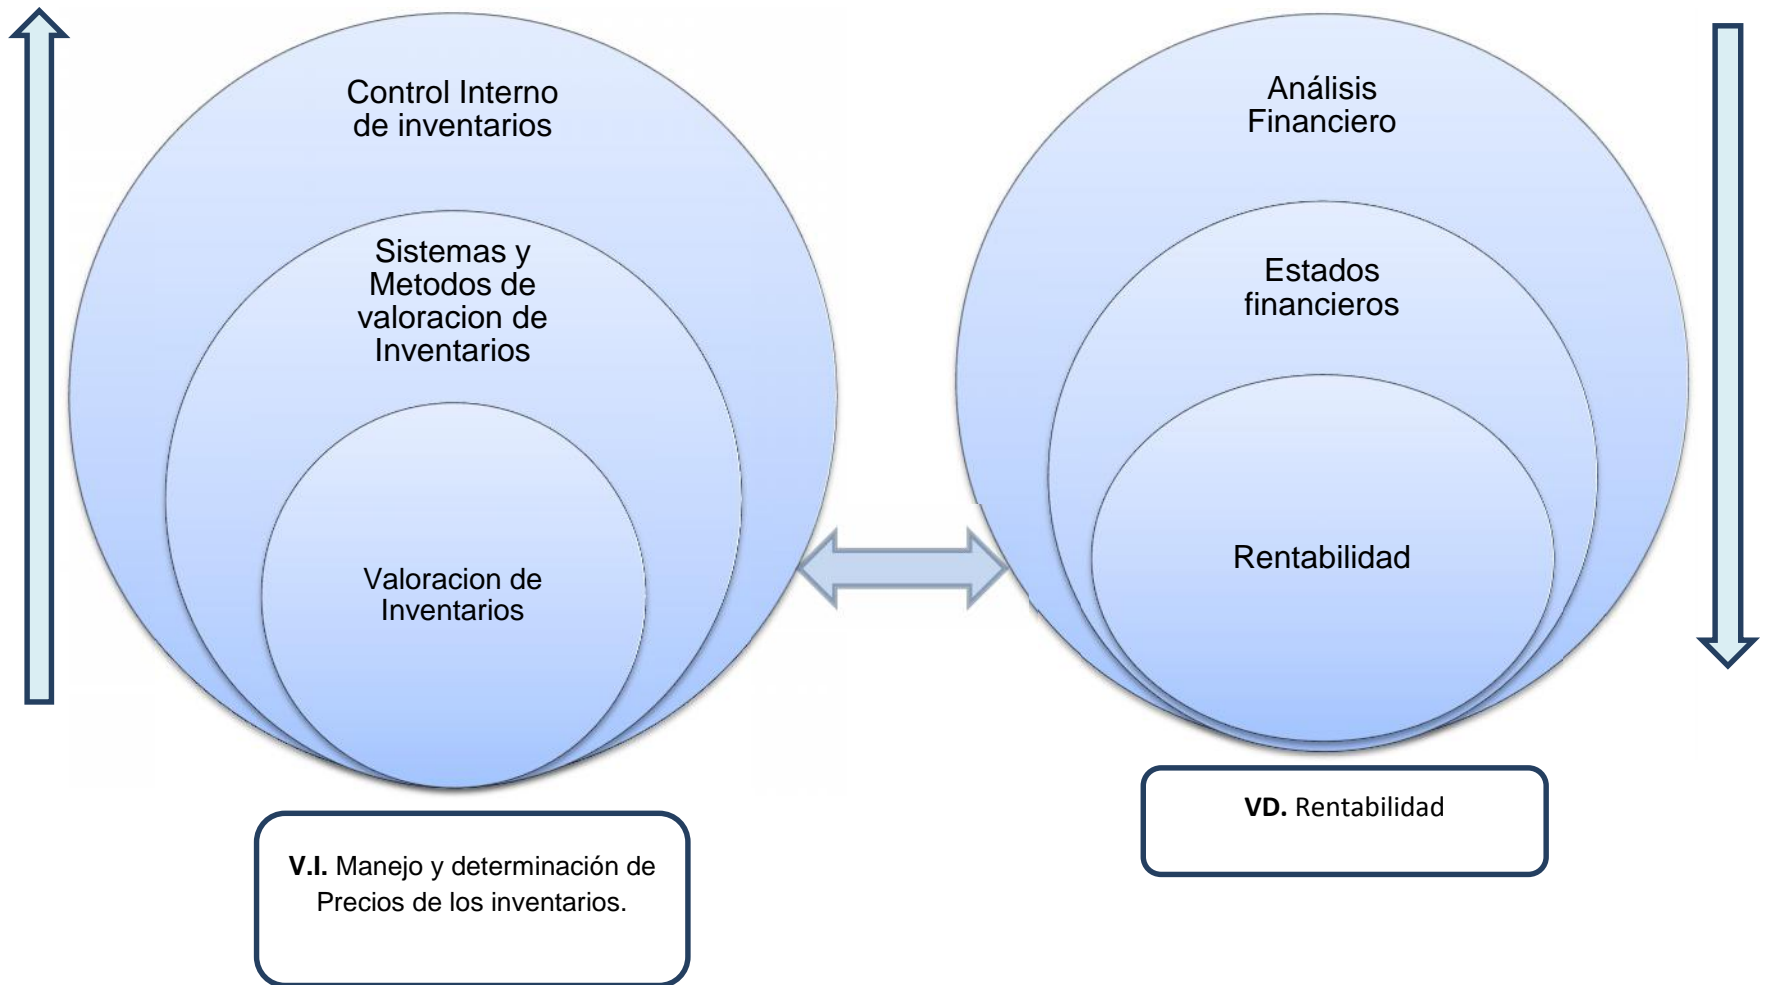 Control Interno
de inventarios
Sistemas y
Metodos de
valoracion de
Inventarios
Valoracion de
Inventarios
V.I. Manejo y determinación de
Precios de los inventarios.
Análisis
Financiero
Estados
financieros
Rentabilidad
VD. Rentabilidad